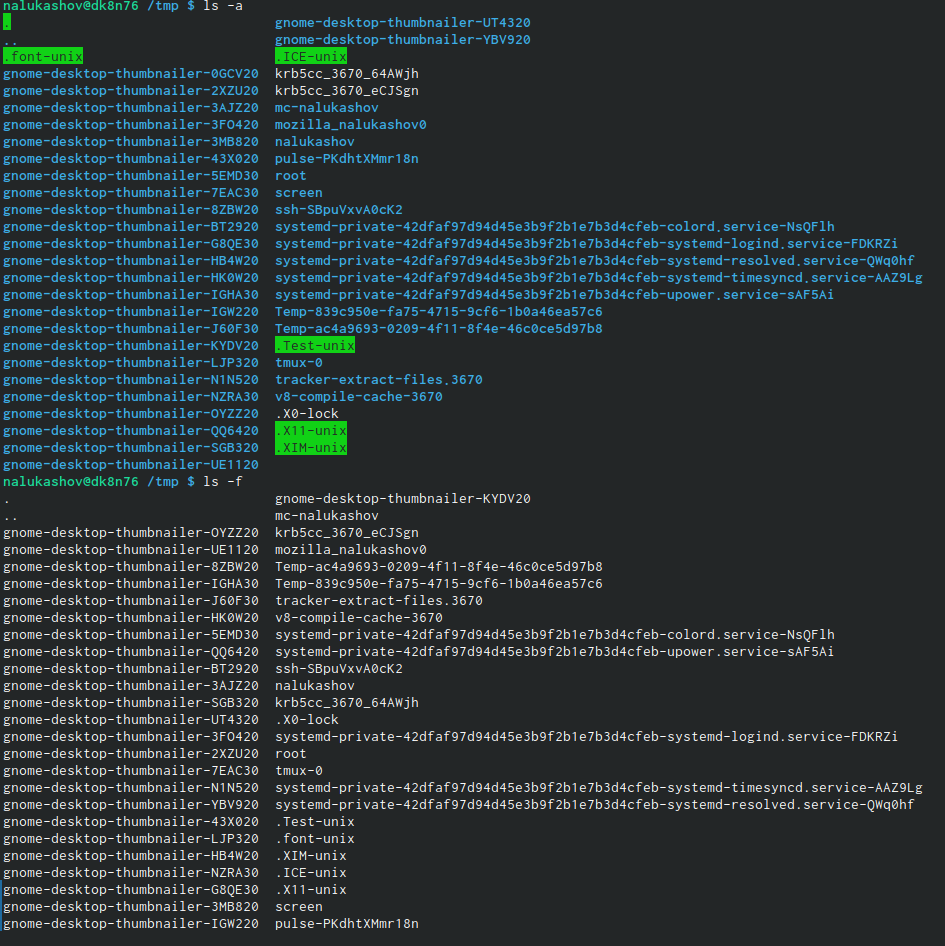 nalukashov@dk8n76 /tmp $ ls -a
. gnome-desktop-thumbnailer-UT4320
.. gnome-desktop-thumbnailer-YBV920
.font-unix .ICE-unix
gnome-desktop-thumbnailer-0GCV20 krb5cc_3670_64AWjh
gnome-desktop-thumbnailer-2XZU20 krb5cc_3670_eCJSgn
gnome-desktop-thumbnailer-3AJZ20 mc-nalukashov
gnome-desktop-thumbnailer-3FO420 mozilla_nalukashov0
gnome-desktop-thumbnailer-3MB820 nalukashov
gnome-desktop-thumbnailer-43X020 pulse-PKdhtXMmr18n
gnome-desktop-thumbnailer-5EMD30 root
gnome-desktop-thumbnailer-7EAC30 screen
gnome-desktop-thumbnailer-8ZBW20 ssh-SBpuVxvA0cK2
gnome-desktop-thumbnailer-BT2920 systemd-private-42dfaf97d94d45e3b9f2b1e7b3d4cfeb-colord.service-NsQFlh
gnome-desktop-thumbnailer-G8QE30 systemd-private-42dfaf97d94d45e3b9f2b1e7b3d4cfeb-systemd-logind.service-FDKRZi
gnome-desktop-thumbnailer-HB4W20 systemd-private-42dfaf97d94d45e3b9f2b1e7b3d4cfeb-systemd-resolved.service-QWq0hf
gnome-desktop-thumbnailer-HK0W20 systemd-private-42dfaf97d94d45e3b9f2b1e7b3d4cfeb-systemd-timesyncd.service-AAZ9Lg
gnome-desktop-thumbnailer-IGHA30 systemd-private-42dfaf97d94d45e3b9f2b1e7b3d4cfeb-upower.service-sAF5Ai
gnome-desktop-thumbnailer-IGW220 Temp-839c950e-fa75-4715-9cf6-1b0a46ea57c6
gnome-desktop-thumbnailer-J60F30 Temp-ac4a9693-0209-4f11-8f4e-46c0ce5d97b8
gnome-desktop-thumbnailer-KYDV20 .Test-unix
gnome-desktop-thumbnailer-LJP320 tmux-0
gnome-desktop-thumbnailer-N1N520 tracker-extract-files.3670
gnome-desktop-thumbnailer-NZRA30 v8-compile-cache-3670
gnome-desktop-thumbnailer-OYZZ20 .X0-lock
gnome-desktop-thumbnailer-QQ6420 .X11-unix
gnome-desktop-thumbnailer-SGB320 .XIM-unix
gnome-desktop-thumbnailer-UE1120
nalukashov@dk8n76 /tmp $ ls -f
. gnome-desktop-thumbnailer-KYDV20
.. mc-nalukashov
gnome-desktop-thumbnailer-OYZZ20 krb5cc_3670_eCJSgn
gnome-desktop-thumbnailer-UE1120 mozilla_nalukashov0
gnome-desktop-thumbnailer-8ZBW20 Temp-ac4a9693-0209-4f11-8f4e-46c0ce5d97b8
gnome-desktop-thumbnailer-IGHA30 Temp-839c950e-fa75-4715-9cf6-1b0a46ea57c6
gnome-desktop-thumbnailer-J60F30 tracker-extract-files.3670
gnome-desktop-thumbnailer-HK0W20 v8-compile-cache-3670
gnome-desktop-thumbnailer-5EMD30 systemd-private-42dfaf97d94d45e3b9f2b1e7b3d4cfeb-colord.service-NsQFlh
gnome-desktop-thumbnailer-QQ6420 systemd-private-42dfaf97d94d45e3b9f2b1e7b3d4cfeb-upower.service-sAF5Ai
gnome-desktop-thumbnailer-BT2920 ssh-SBpuVxvA0cK2
gnome-desktop-thumbnailer-3AJZ20 nalukashov
gnome-desktop-thumbnailer-SGB320 krb5cc_3670_64AWjh
gnome-desktop-thumbnailer-UT4320 .X0-lock
gnome-desktop-thumbnailer-3FO420 systemd-private-42dfaf97d94d45e3b9f2b1e7b3d4cfeb-systemd-logind.service-FDKRZi
gnome-desktop-thumbnailer-2XZU20 root
gnome-desktop-thumbnailer-7EAC30 tmux-0
gnome-desktop-thumbnailer-N1N520 systemd-private-42dfaf97d94d45e3b9f2b1e7b3d4cfeb-systemd-timesyncd.service-AAZ9Lg
gnome-desktop-thumbnailer-YBV920 systemd-private-42dfaf97d94d45e3b9f2b1e7b3d4cfeb-systemd-resolved.service-QWq0hf
gnome-desktop-thumbnailer-43X020 .Test-unix
gnome-desktop-thumbnailer-LJP320 .font-unix
gnome-desktop-thumbnailer-HB4W20 .XIM-unix
gnome-desktop-thumbnailer-NZRA30 .ICE-unix
gnome-desktop-thumbnailer-G8QE30 .X11-unix
gnome-desktop-thumbnailer-3MB820 screen
gnome-desktop-thumbnailer-IGW220 pulse-PKdhtXMmr18n